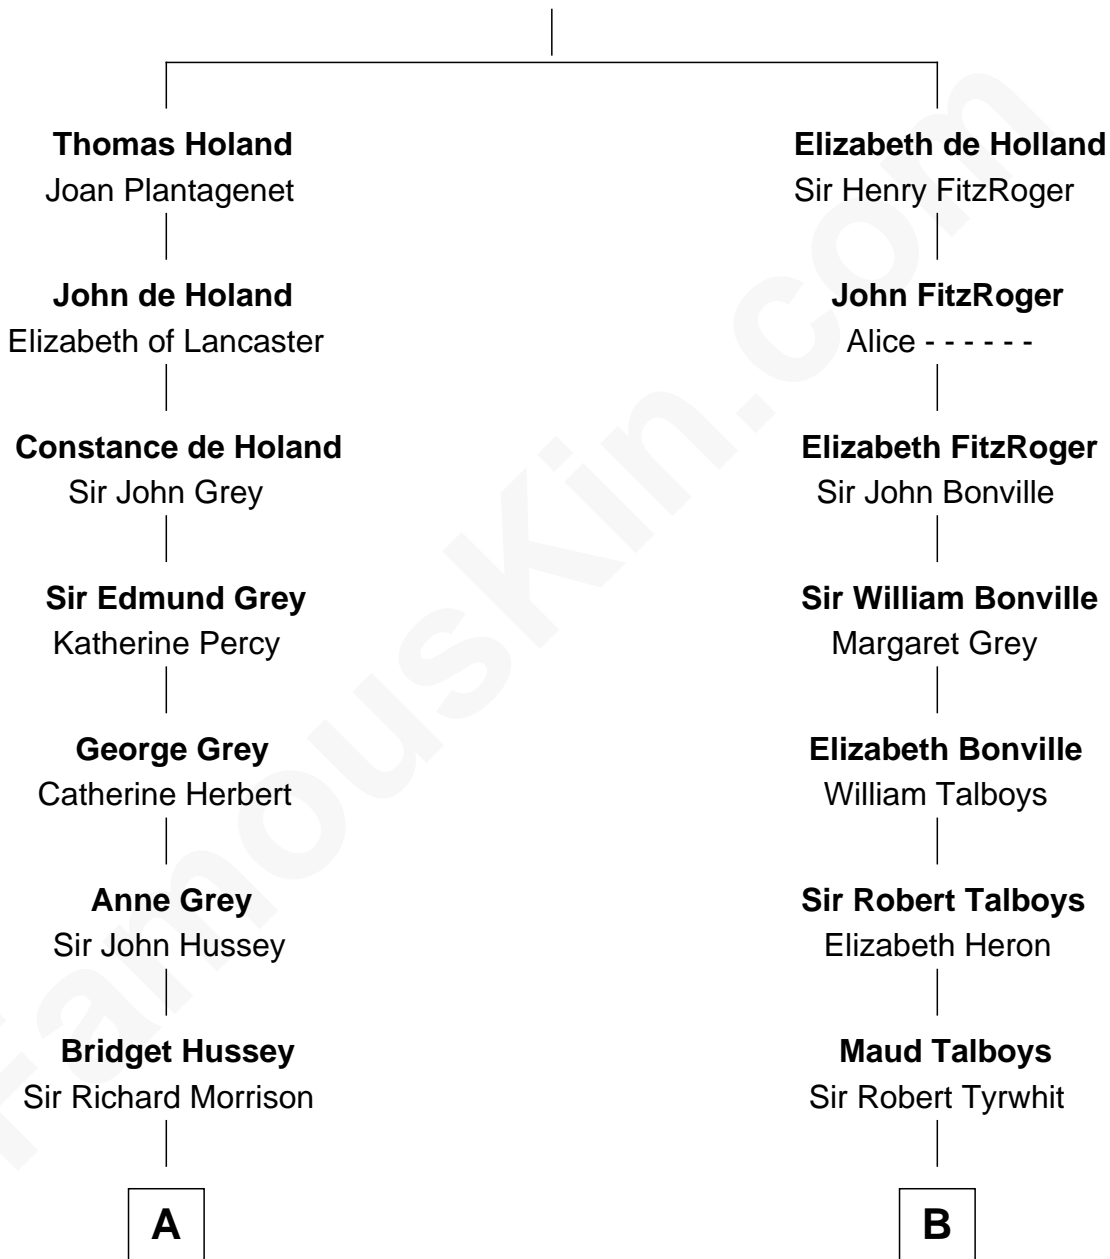 Thomas Holand
Joan Plantagenet
John de Holand
Elizabeth of Lancaster
Constance de Holand
Sir John Grey
Sir Edmund Grey
Katherine Percy
George Grey
Catherine Herbert
Anne Grey
Sir John Hussey
Bridget Hussey
Sir Richard Morrison
A
Elizabeth de Holland
Sir Henry FitzRoger
John FitzRoger
Alice - - - - - -
Elizabeth FitzRoger
Sir John Bonville
Sir William Bonville
Margaret Grey
Elizabeth Bonville
William Talboys
Sir Robert Talboys
Elizabeth Heron
Maud Talboys
Sir Robert Tyrwhit
B
FamousKin.com